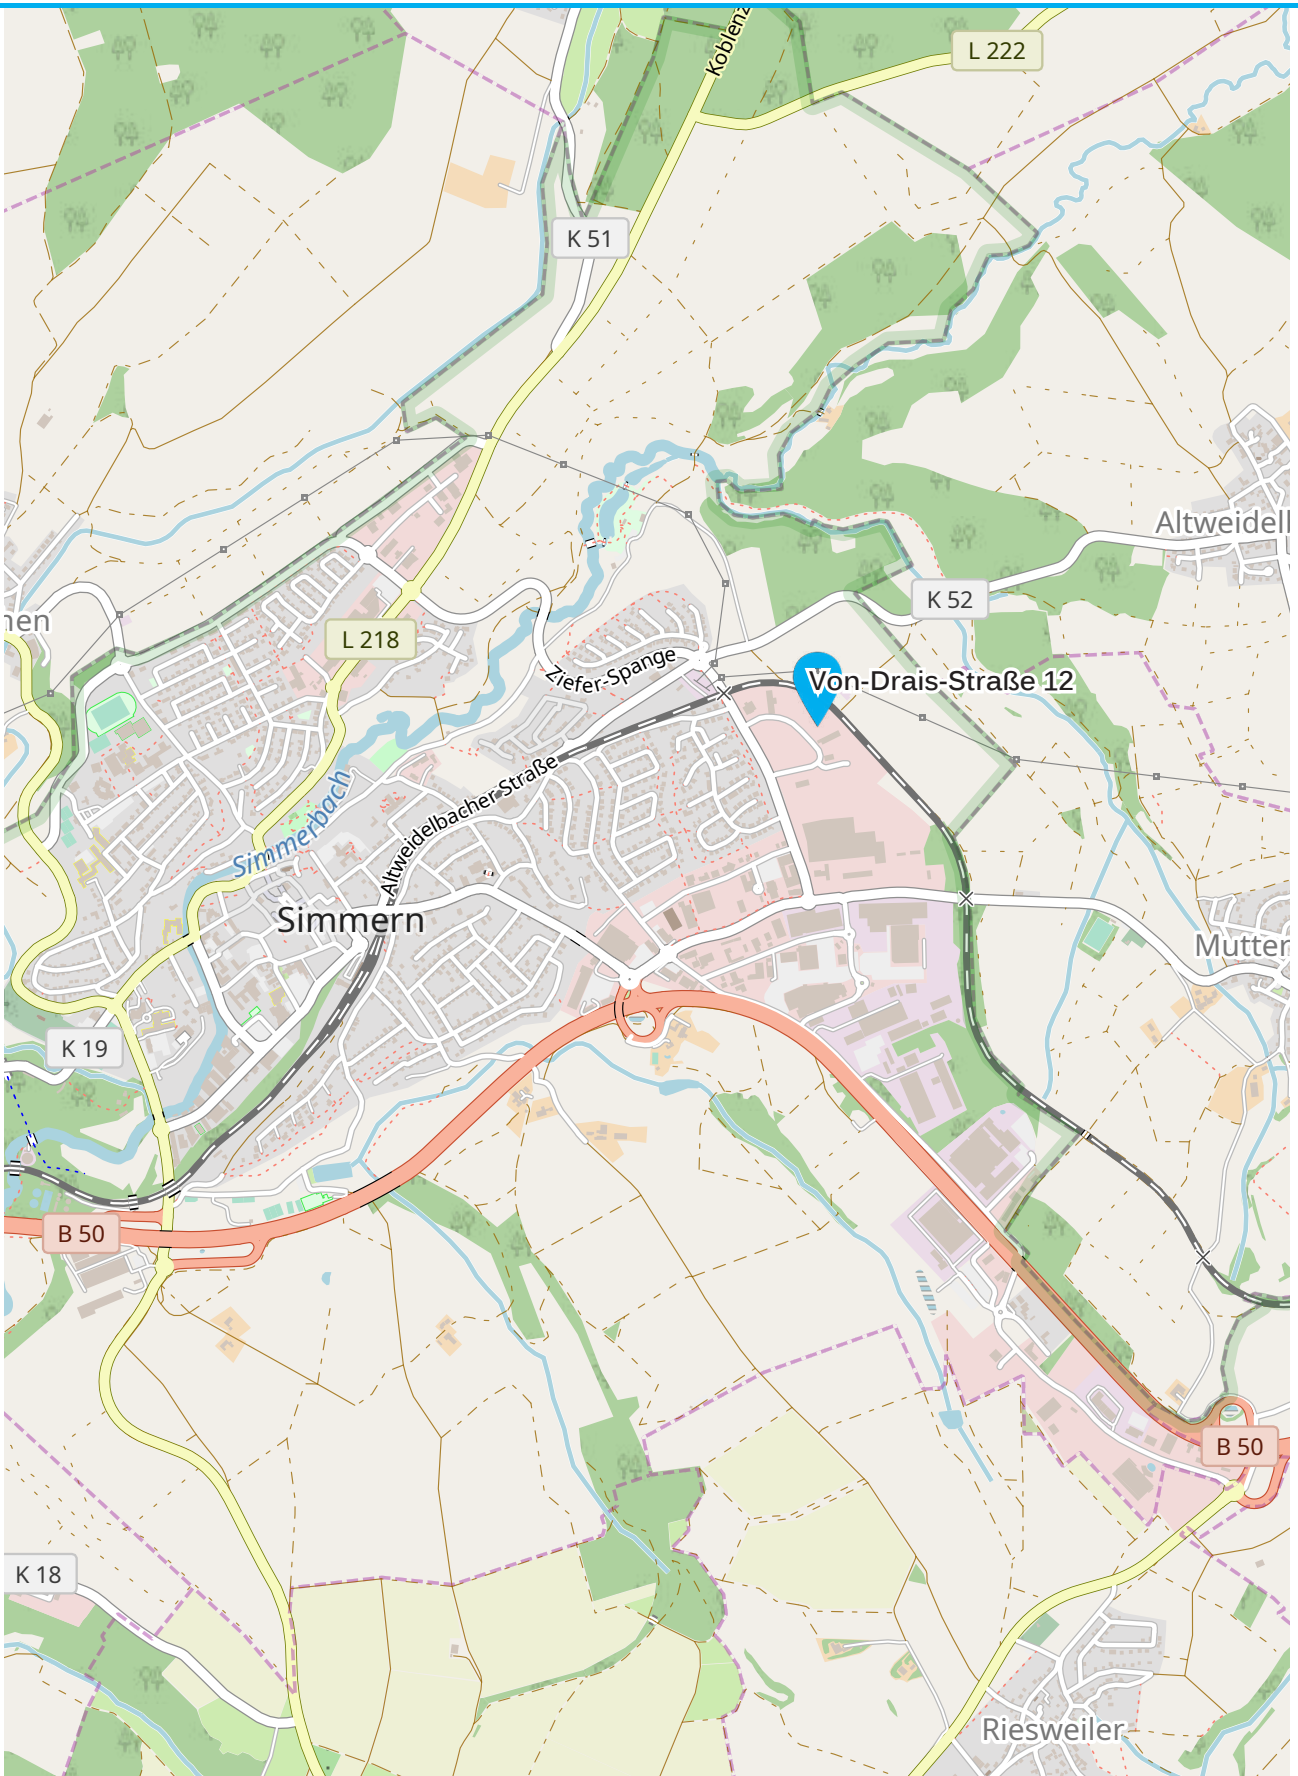 Koblenz
L 222
K 51
Altweidell
K 52
nen
L 218
Ziefer-Spange
Von-Drais-Straße 12
Altweidelbacher Straße
Simmerbach
Simmern
Mutter
K 19
B 50
B 50
K 18
Riesweiler